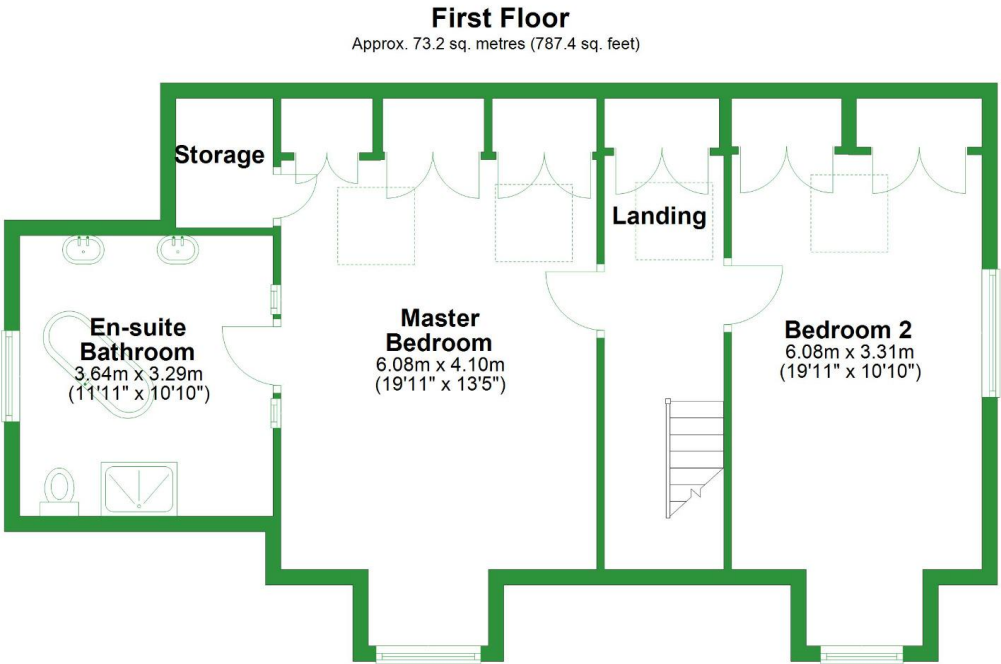 First Floor
Approx. 73.2 sq. metres (787.4 sq. feet)
Storage
Landing
En-suite
Bathroom
3.64m x 3.29m
(11'11" x 10'10")
Master
Bedroom
6.08m x 4.10m
(19'11" x 13'5")
Bedroom 2
6.08m x 3.31m
(19'11" x 10'10")